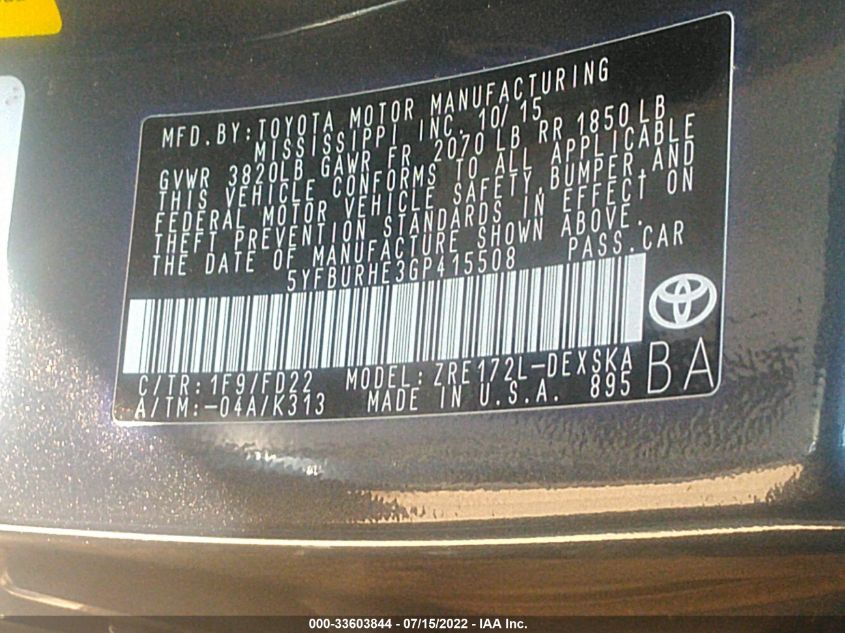 MFD.BY:TOYOTA MOTOR MANUFACTURING
MISSISSIPPI INC. 10/15
GVWR 3820LB GAWR FR 2070 LB RR 1850 LB
THIS VEHICLE CONFORMS TO ALL APPLICABLE
FEDERAL MOTOR VEHICLE SAFETY,BUMPER,AND
THEFT PREVENTION STANDARDS IN EFFECT ON
THE DATE OF MANUFACTURE SHOWN ABOVE.
5YFBURHE3GP415508 PASS.CAR
C/TR:1F9/FD22 MODEL:ZRE172L-DEXSKA
A/TM:-04A/K313 MADE IN U.S.A. 895 BA
000-33603844 - 07/15/2022 - IAA Inc.